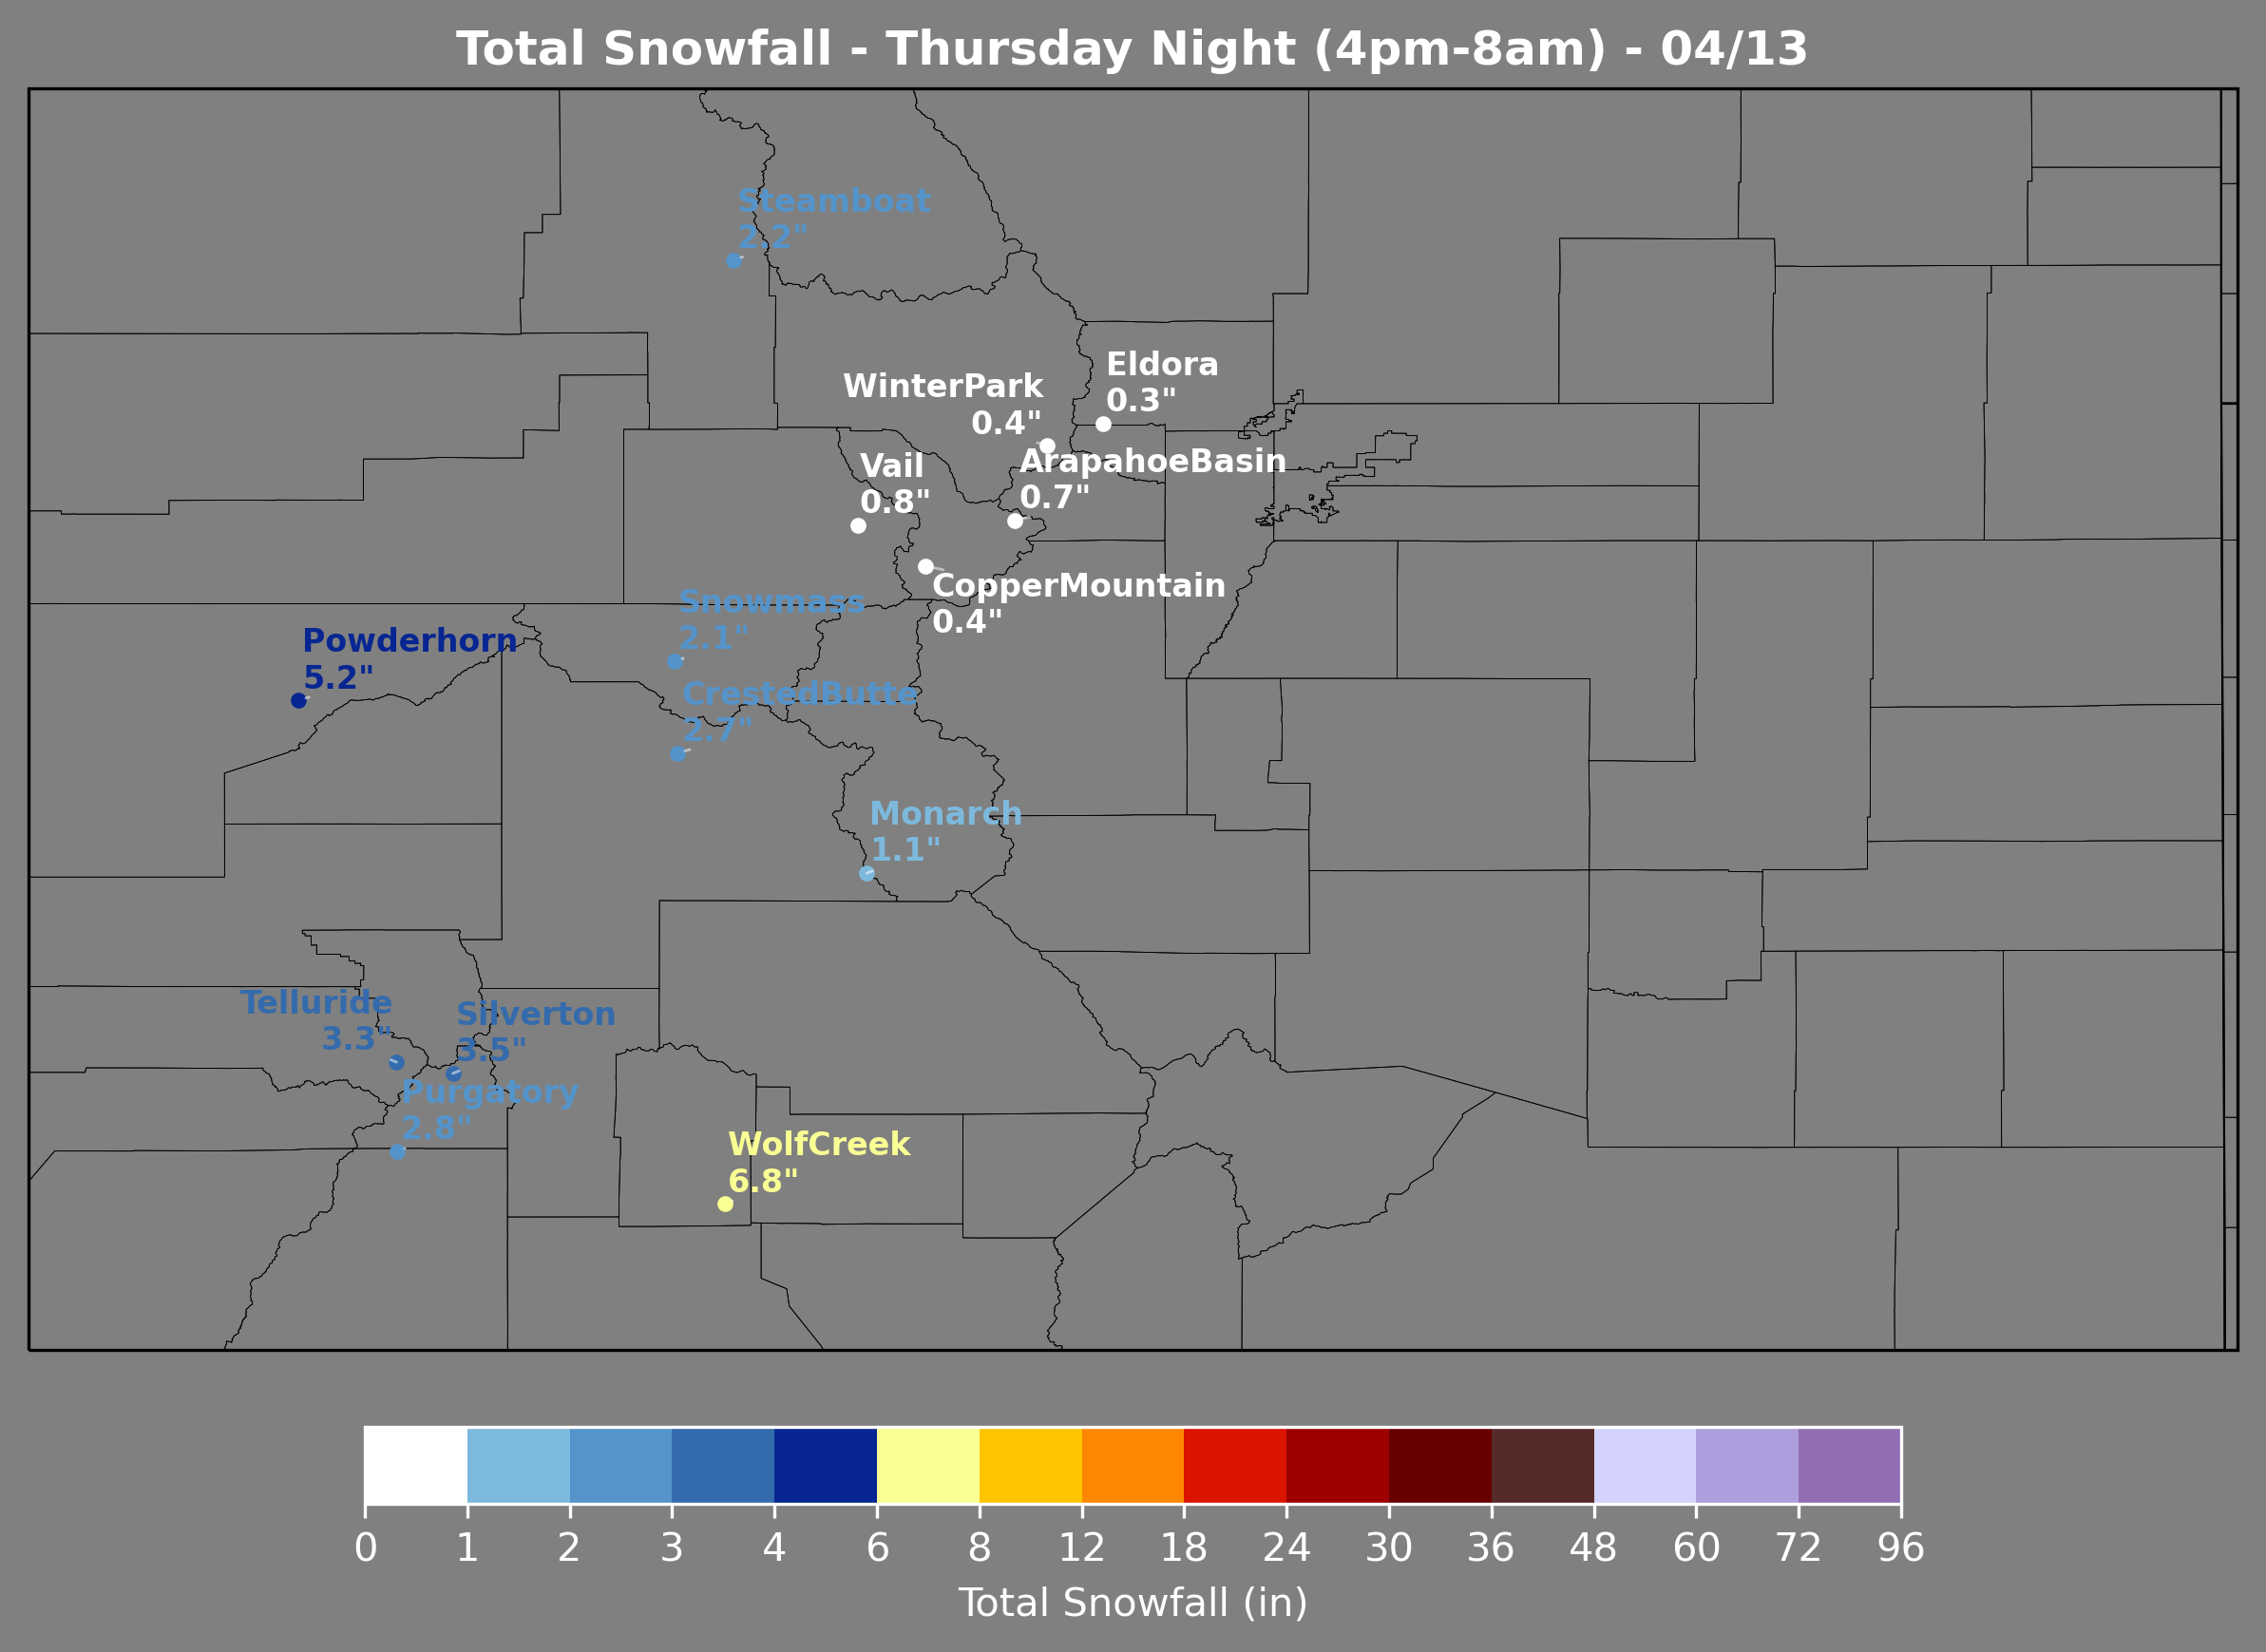 Total Snowfall - Thursday Night (4pm-8am) - 04/13
Steamboat
2.2"
Eldora
0.3"
WinterPark
0.4"
ArapahoeBasin
0.7"
Vail
0.8"
CopperMountain
0.4"
Snowmass
2.1"
Powderhorn
5.2"
CrestedButte
2.7"
Monarch
1.1"
Telluride
3.3"
Silverton
3.5"
Purgatory
2.8"
WolfCreek
6.8"
0 1 2 3 4 6 8 12 18 24 30 36 48 60 72 96
Total Snowfall (in)